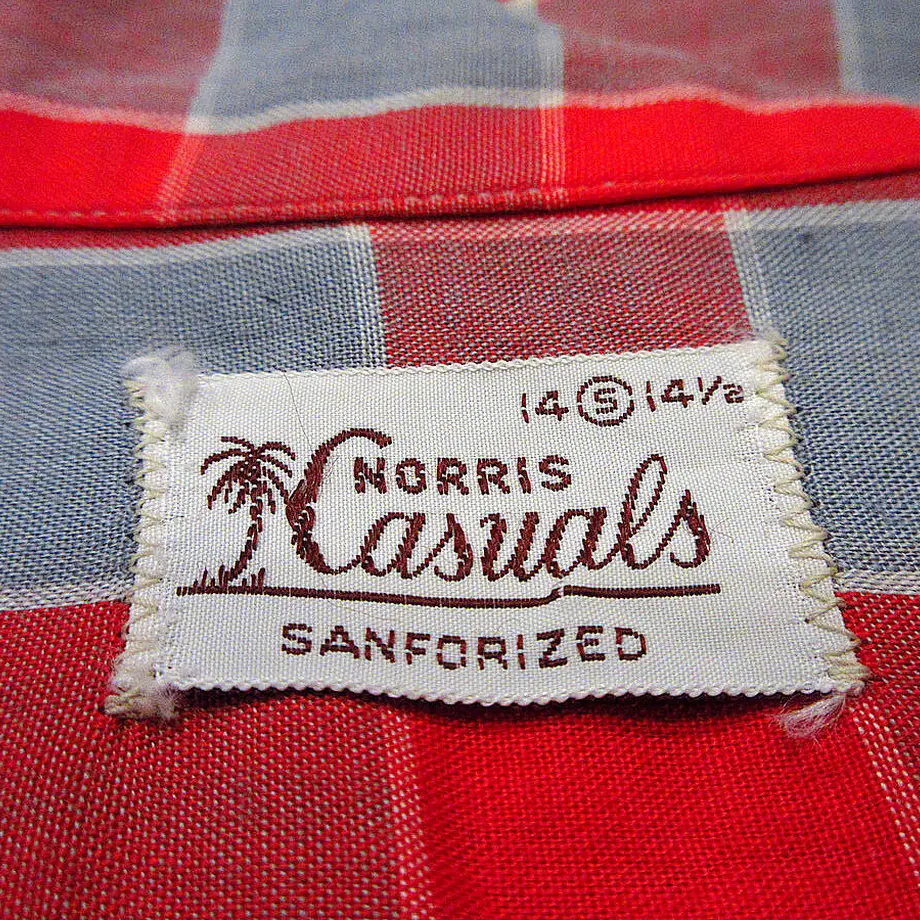 14 S 14½
NORRIS
Casuals
SANFORIZED